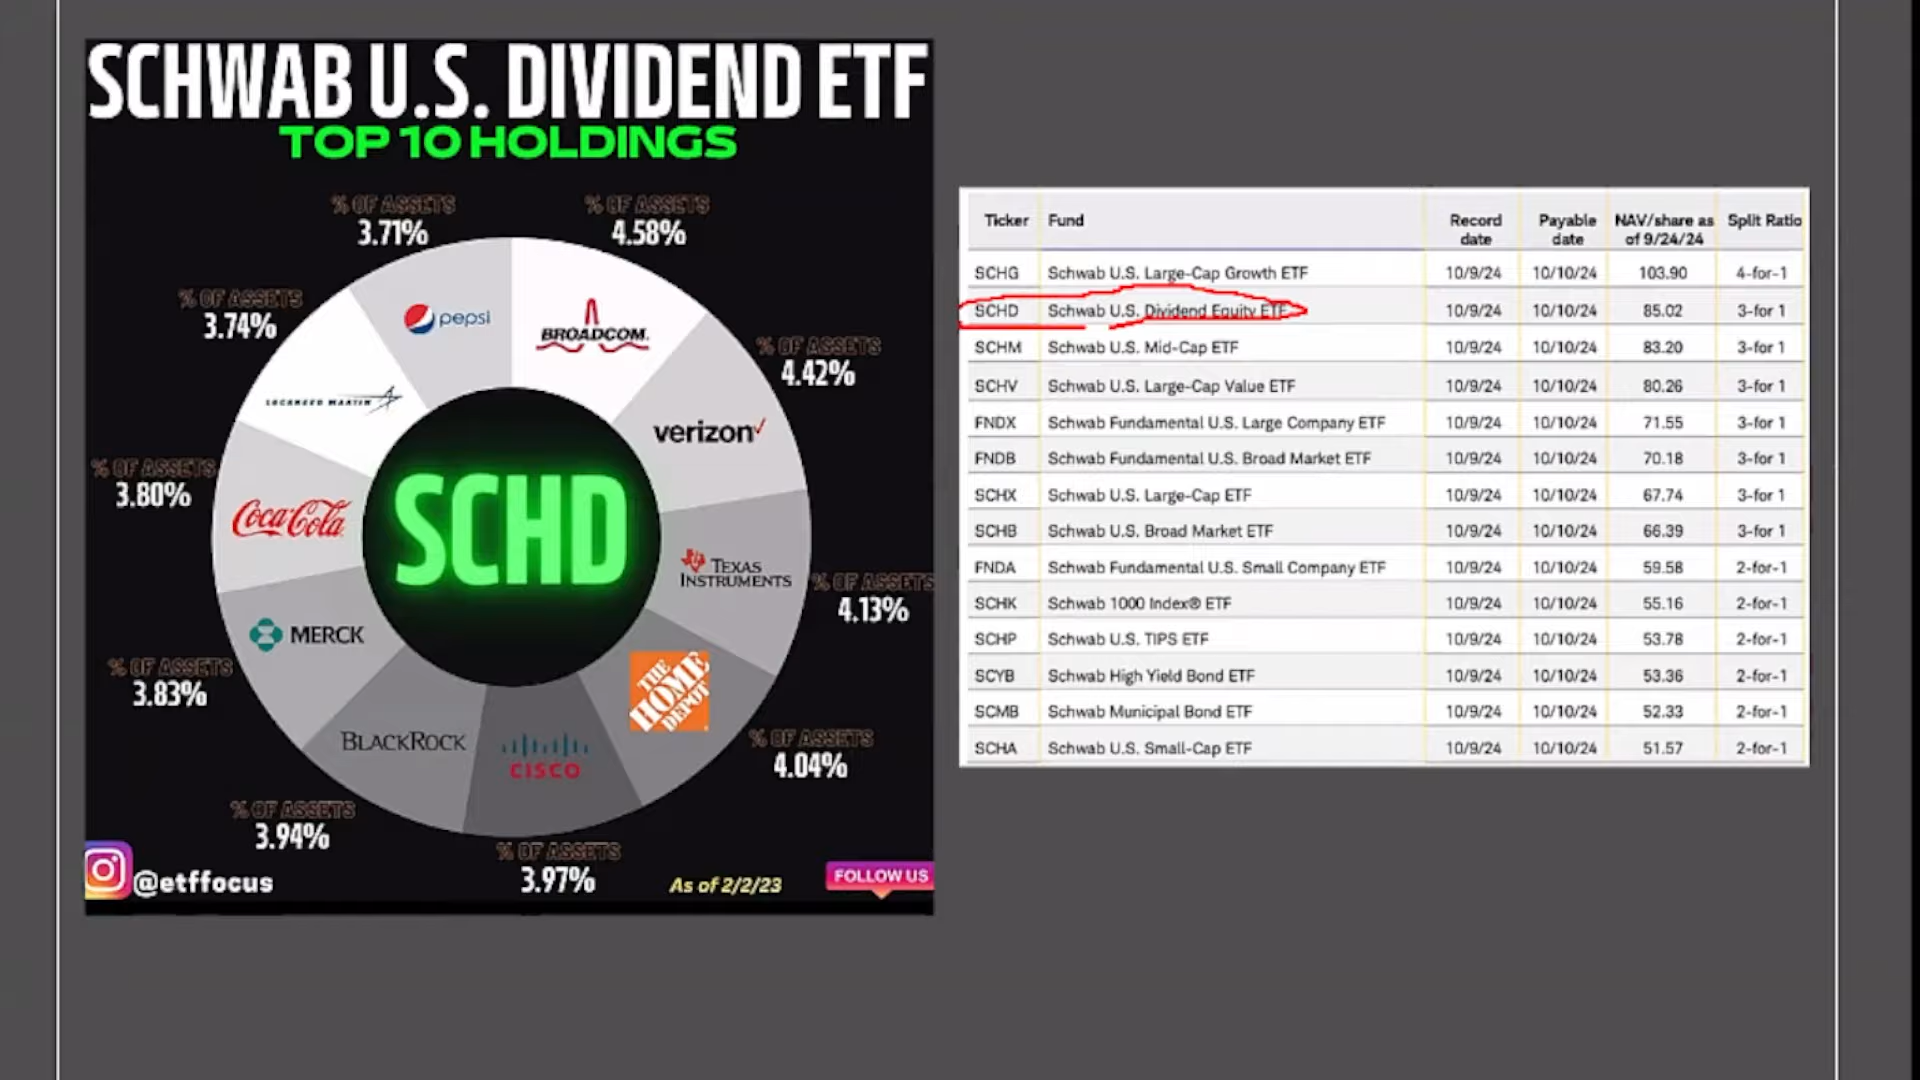 SCHWAB U.S. DIVIDEND ETF
TOP 10 HOLDINGS
% OF ASSETS
3.71%
% OF ASSETS
4.58%
% OF ASSETS
3.74%
% OF ASSETS
4.42%
% OF ASSETS
3.80%
% OF ASSETS
4.13%
% OF ASSETS
3.83%
% OF ASSETS
4.04%
% OF ASSETS
3.94%
% OF ASSETS
3.97%
pepsi
BROADCOM.
LOCKHEED MARTIN
verizon
Coca-Cola
SCHD
TEXAS
INSTRUMENTS
MERCK
THE
HOME
DEPOT
BLACKROCK
CISCO
@etffocus
As of 2/2/23
FOLLOW US
Ticker Fund Record date Payable date NAV/share as of 9/24/24 Split Ratio
SCHG Schwab U.S. Large-Cap Growth ETF 10/9/24 10/10/24 103.90 4-for-1
SCHD Schwab U.S. Dividend Equity ETF 10/9/24 10/10/24 85.02 3-for 1
SCHM Schwab U.S. Mid-Cap ETF 10/9/24 10/10/24 83.20 3-for 1
SCHV Schwab U.S. Large-Cap Value ETF 10/9/24 10/10/24 80.26 3-for 1
FNDX Schwab Fundamental U.S. Large Company ETF 10/9/24 10/10/24 71.55 3-for 1
FNDB Schwab Fundamental U.S. Broad Market ETF 10/9/24 10/10/24 70.18 3-for 1
SCHX Schwab U.S. Large-Cap ETF 10/9/24 10/10/24 67.74 3-for 1
SCHB Schwab U.S. Broad Market ETF 10/9/24 10/10/24 66.39 3-for 1
FNDA Schwab Fundamental U.S. Small Company ETF 10/9/24 10/10/24 59.58 2-for-1
SCHK Schwab 1000 Index® ETF 10/9/24 10/10/24 55.16 2-for-1
SCHP Schwab U.S. TIPS ETF 10/9/24 10/10/24 53.78 2-for-1
SCYB Schwab High Yield Bond ETF 10/9/24 10/10/24 53.36 2-for-1
SCMB Schwab Municipal Bond ETF 10/9/24 10/10/24 52.33 2-for-1
SCHA Schwab U.S. Small-Cap ETF 10/9/24 10/10/24 51.57 2-for-1